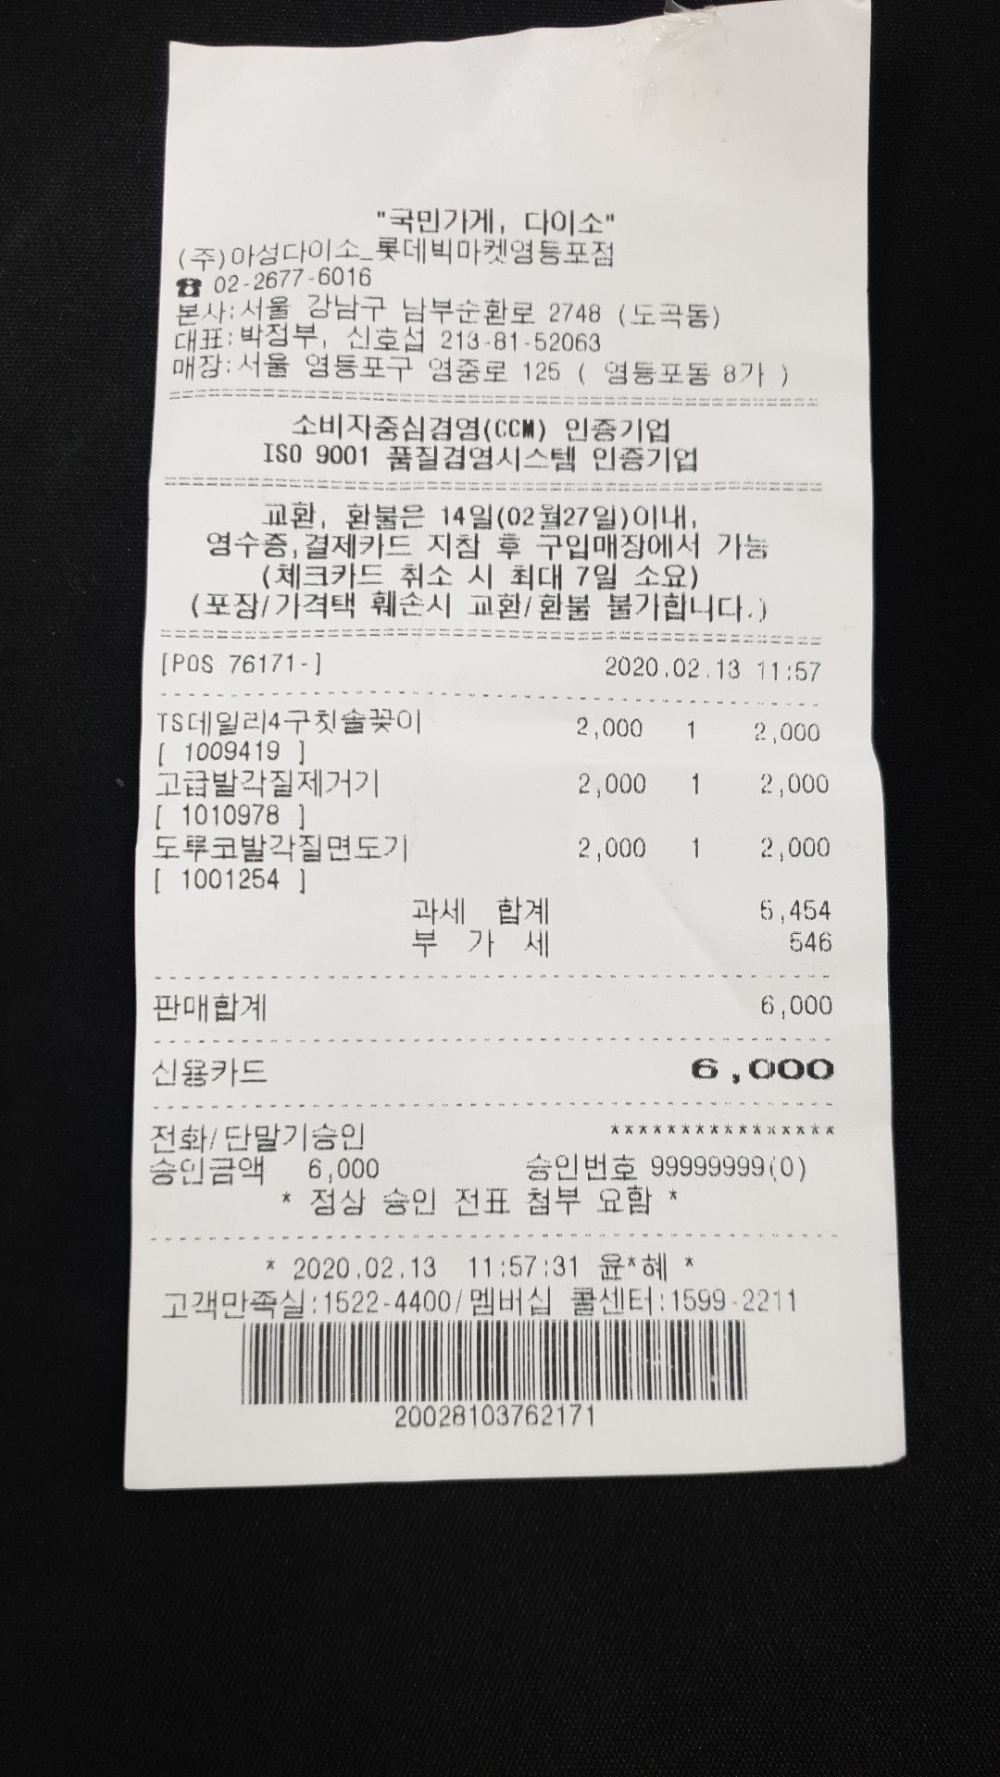 "국민가게, 다이소"
(주)아성다이소_롯데빅마켓영등포점
☎ 02-2677-6016
본사:서울 강남구 남부순환로 2748 (도곡동)
대표:박정부, 신호섭 213-81-52063
매장:서울 영등포구 영중로 125 ( 영등포동 8가 )
소비자중심경영(CCM) 인증기업
ISO 9001 품질경영시스템 인증기업
교환, 환불은 14일(02월27일)이내,
영수증,결제카드 지참 후 구입매장에서 가능
(체크카드 취소 시 최대 7일 소요)
(포장/가격택 훼손시 교환/환불 불가합니다.)
[POS 76171-] 2020.02.13 11:57
TS데일리4구칫솔꽂이 2,000 1 2,000
[ 1009419 ]
고급발각질제거기 2,000 1 2,000
[ 1010978 ]
도루코발각질면도기 2,000 1 2,000
[ 1001254 ]
과세 합계 5,454
부 가 세 546
판매합계 6,000
신용카드 6,000
전화/단말기승인 ****************
승인금액 6,000 승인번호 99999999(0)
* 정상 승인 전표 첨부 요함 *
* 2020.02.13 11:57:31 윤*혜 *
고객만족실:1522-4400/멤버십 콜센터:1599-2211
20028103762171